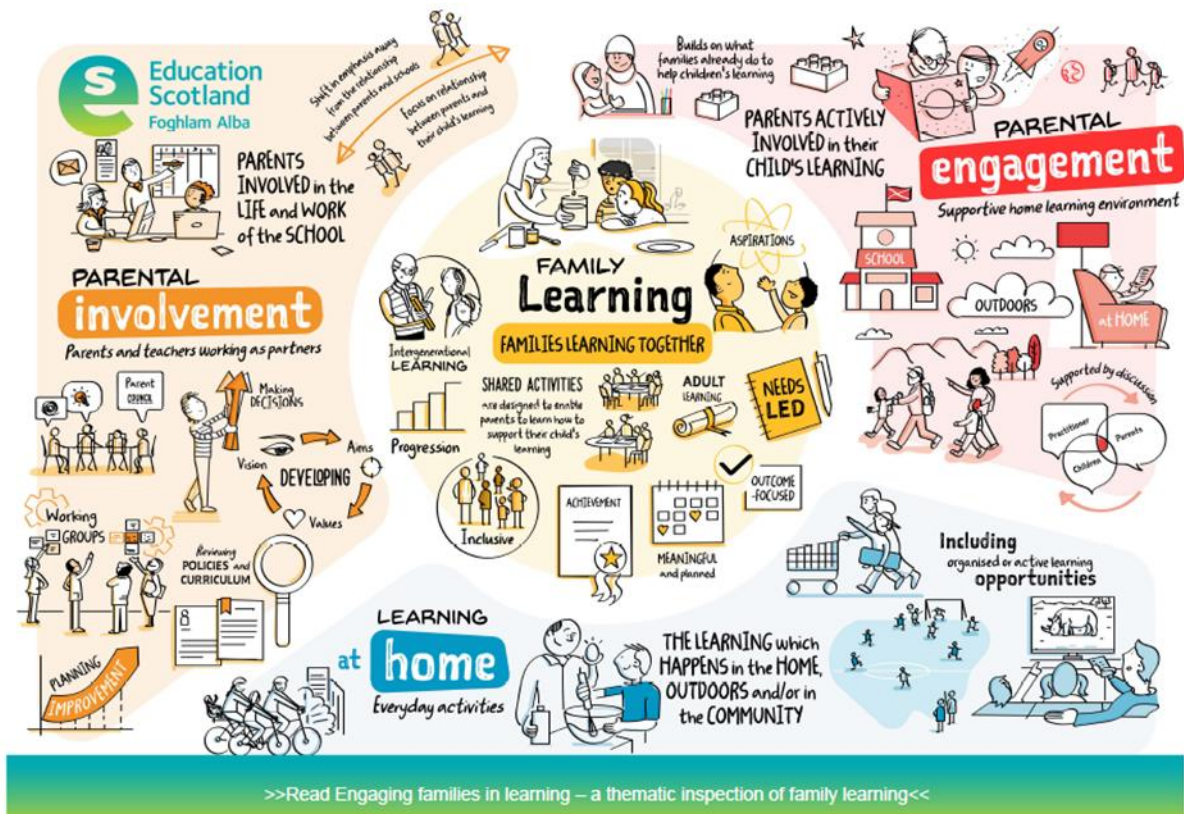 Education
Scotland
Foghlam Alba
Shift in emphasis away
from the relationship
between parents and schools
Focus on relationship
between parents and
their child's learning
PARENTS
INVOLVED in the
LIFE and WORK
of the SCHOOL
PARENTAL
involvement
Parents and teachers working as partners
Parent
COUNCIL
Making
DECISIONS
Vision
Aims
DEVELOPING
Values
Working
GROUPS
Reviewing
POLICIES and
CURRICULUM
PLANNING
IMPROVEMENT
FAMILY
Learning
FAMILIES LEARNING TOGETHER
ASPIRATIONS
Intergenerational
LEARNING
Progression
SHARED ACTIVITIES
are designed to enable
parents to learn how to
support their child's
learning
ADULT
LEARNING
NEEDS
LED
Inclusive
ACHIEVEMENT
MEANINGFUL
and planned
OUTCOME
-FOCUSED
Builds on what
families already do to
help children's learning
PARENTS ACTIVELY
INVOLVED in their
CHILD'S LEARNING
PARENTAL
engagement
Supportive home learning environment
SCHOOL
OUTDOORS
at HOME
Supported by discussion
Practitioner
Parents
Children
LEARNING
at home
Everyday activities
THE LEARNING which
HAPPENS in the HOME,
OUTDOORS and/or in
the COMMUNITY
Including
organised or active learning
opportunities
>>Read Engaging families in learning – a thematic inspection of family learning<<